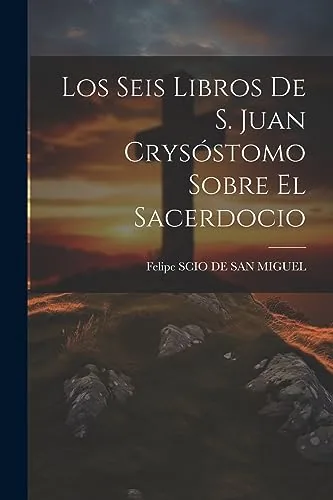 Los Seis Libros De
S. Juan
Crysóstomo
Sobre El
Sacerdocio
Felipe SCIO DE SAN MIGUEL